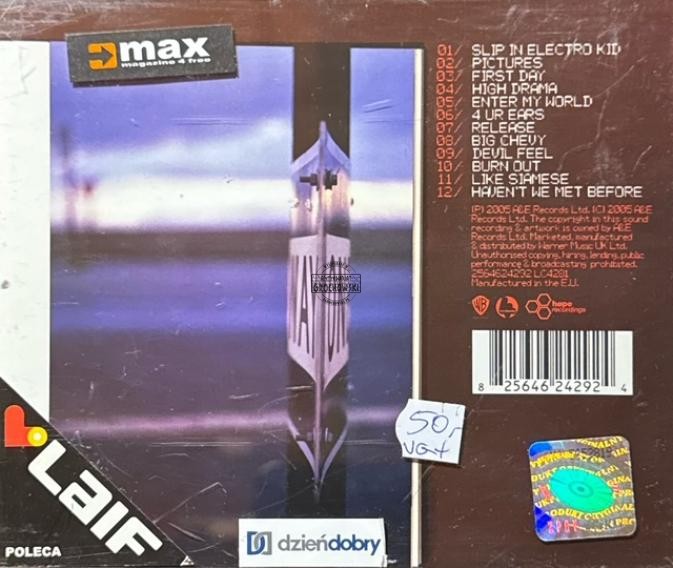 max
magazine 4 free
01/ SLIP IN ELECTRO KID
02/ PICTURES
03/ FIRST DAY
04/ HIGH DRAMA
05/ ENTER MY WORLD
06/ 4 UR EARS
07/ RELEASE
08/ BIG CHEVY
09/ DEVIL FEEL
10/ BURN OUT
11/ LIKE SIAMESE
12/ HAVEN'T WE MET BEFORE
(P) 2005 A&E Records Ltd. (C) 2005 A&E
Records Ltd. The copyright in this sound
recording & artwork is owned by A&E
Records Ltd. Marketed, manufactured
& distributed by Warner Music UK Ltd.
Unauthorised copying, hiring, lending, public
performance & broadcasting prohibited.
2564624292 LC4281
Manufactured in the E.U.
hope
recordings
8 25646 24292 4
GROCHOWSKI
50,-
VG+
Laif
POLECA
dzieńdobry